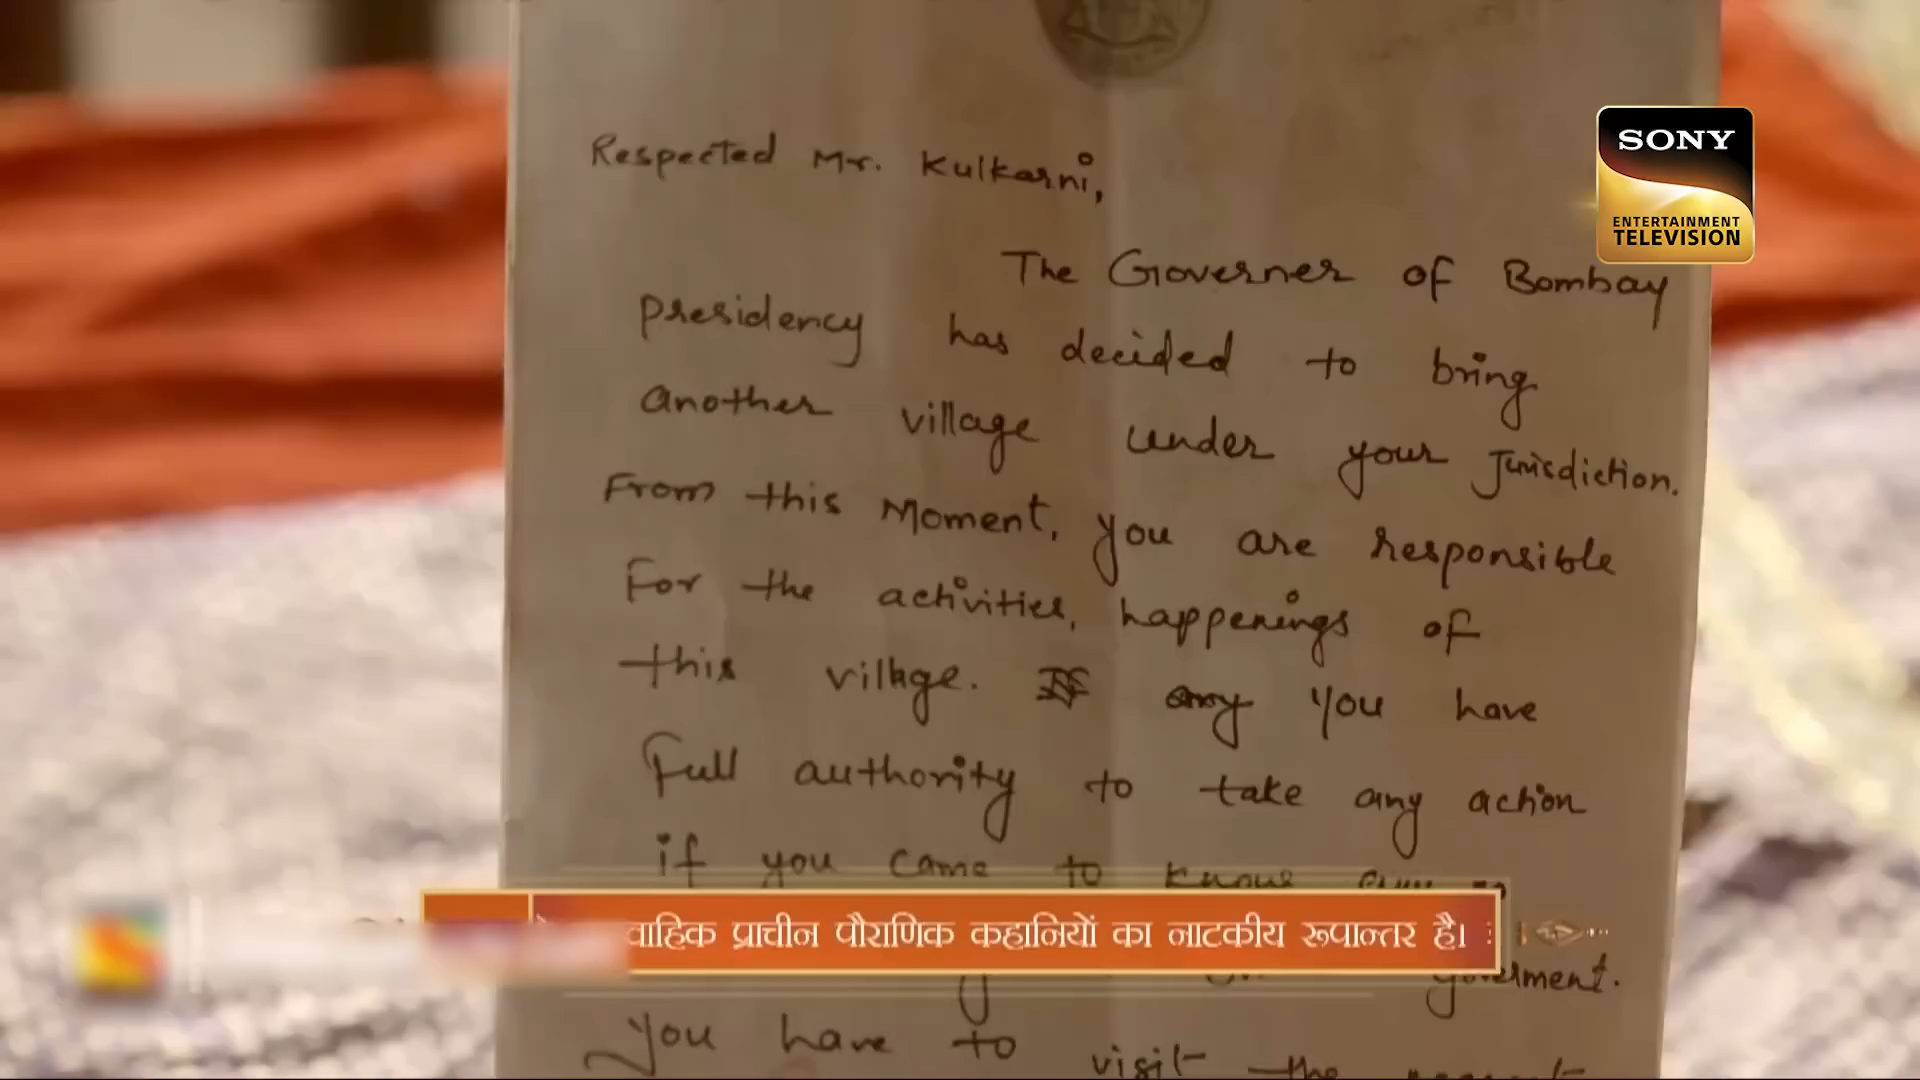 Respected Mr. Kulkarni,
SONY
ENTERTAINMENT
TELEVISION
The Governer of Bombay
presidency has decided to bring
another village under your Jurisdiction.
From this Moment, you are responsible
For the activities, happenings of
this village. you have
Full authority to take any action
if you came to know any
वाहिक प्राचीन पौराणिक कहानियों का नाटकीय रूपान्तर है।
goverment.
you have to visit the